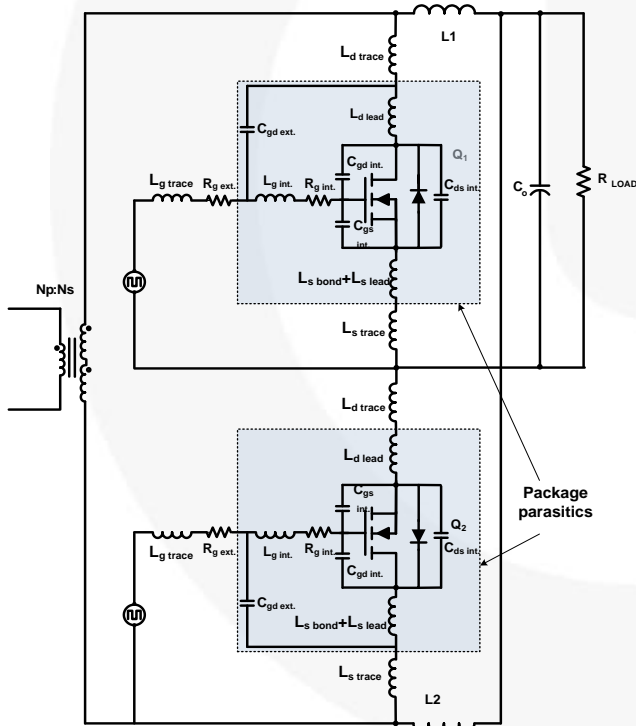 L1
Ld trace
Ld lead
Cgd ext.
Cgd int.
Q1
Lg trace
Rg ext.
Lg int.
Rg int.
Cds int.
Co
R LOAD
Cgs
int.
Np:Ns
Ls bond+Ls lead
Ls trace
Ld trace
Ld lead
Cgs
int.
Package
parasitics
Q2
Lg trace
Rg ext.
Lg int.
Rg int.
Cds int.
Cgd int.
Cgd ext.
Ls bond+Ls lead
Ls trace
L2